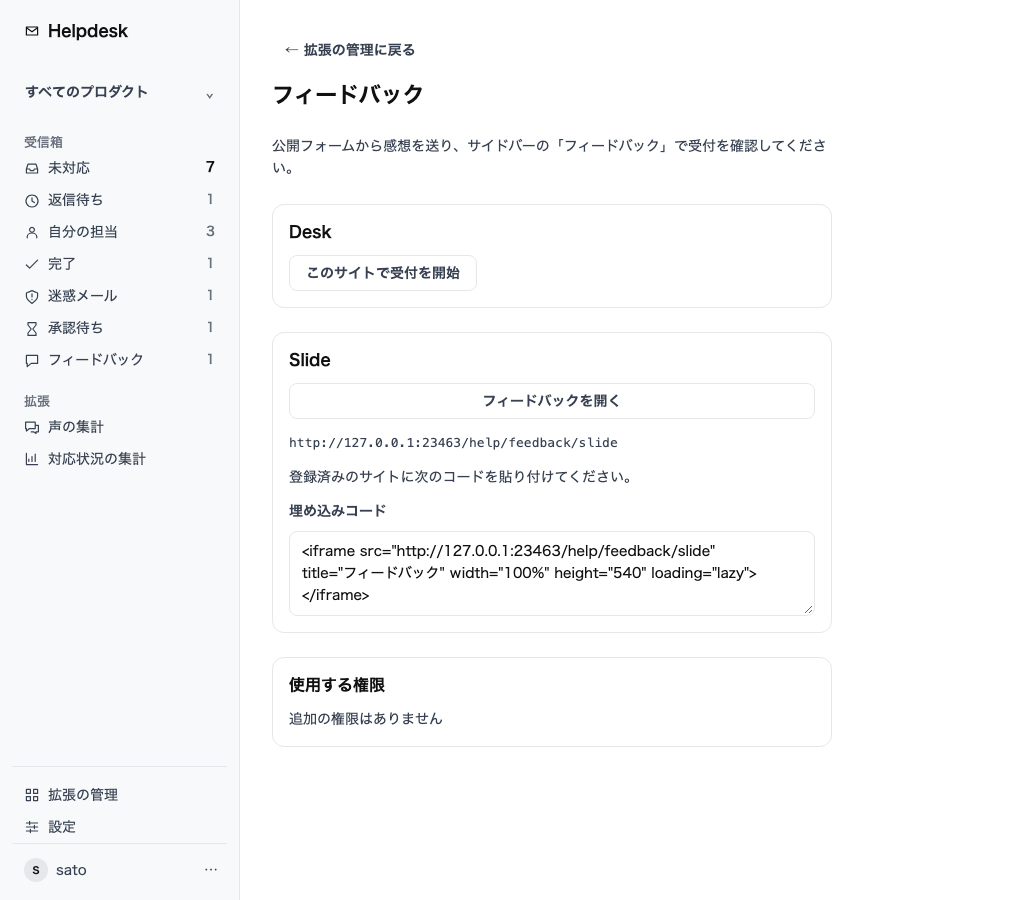 Helpdesk
すべてのプロダクト
受信箱
未対応 7
返信待ち 1
自分の担当 3
完了 1
迷惑メール 1
承認待ち 1
フィードバック 1
拡張
声の集計
対応状況の集計
拡張の管理
設定
S sato ...
← 拡張の管理に戻る
フィードバック
公開フォームから感想を送り、サイドバーの「フィードバック」で受付を確認してくださ
い。
Desk
このサイトで受付を開始
Slide
フィードバックを開く
http://127.0.0.1:23463/help/feedback/slide
登録済みのサイトに次のコードを貼り付けてください。
埋め込みコード
<iframe src="http://127.0.0.1:23463/help/feedback/slide"
title="フィードバック" width="100%" height="540" loading="lazy">
</iframe>
使用する権限
追加の権限はありません